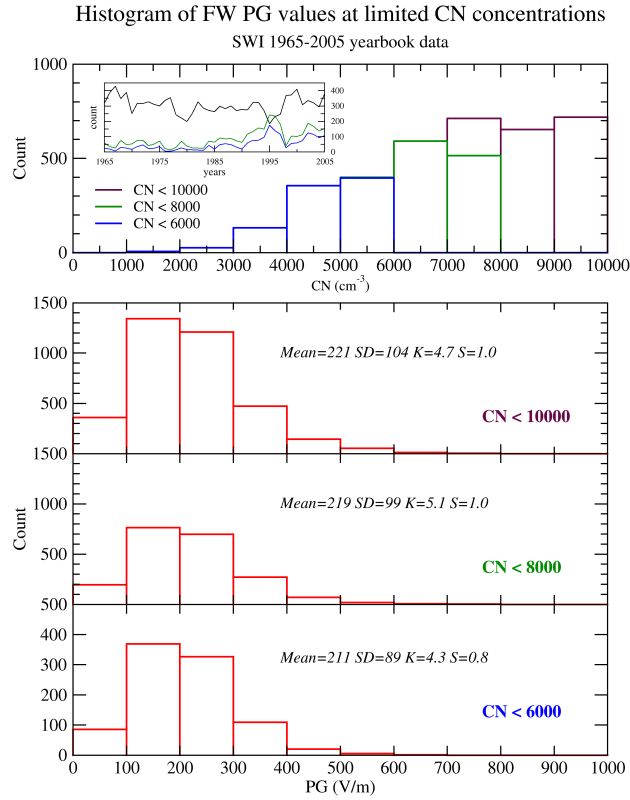 Histogram of FW PG values at limited CN concentrations
SWI 1965-2005 yearbook data
1000
500
0
Count
400
300
200
100
0
count
1965 1975 1985 1995 2005
years
CN < 10000
CN < 8000
CN < 6000
0 1000 2000 3000 4000 5000 6000 7000 8000 9000 10000
CN (cm-3)
1500
1000
500
Mean=221 SD=104 K=4.7 S=1.0
CN < 10000
1500
1000
500
Count
Mean=219 SD=99 K=5.1 S=1.0
CN < 8000
500
400
300
200
100
0
Mean=211 SD=89 K=4.3 S=0.8
CN < 6000
0 100 200 300 400 500 600 700 800 900 1000
PG (V/m)